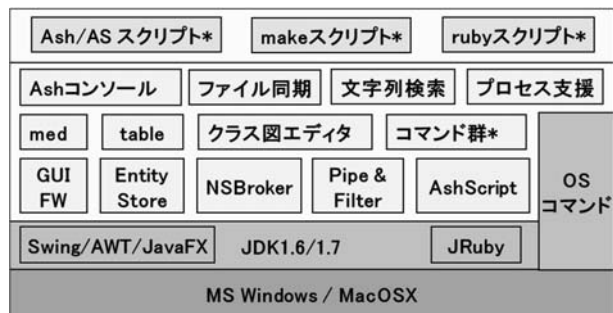 Ash/AS スクリプト*
makeスクリプト*
rubyスクリプト*
Ashコンソール
ファイル同期
文字列検索
プロセス支援
med
table
クラス図エディタ
コマンド群*
GUI
FW
Entity
Store
NSBroker
Pipe &
Filter
AshScript
OS
コマンド
Swing/AWT/JavaFX
JDK1.6/1.7
JRuby
MS Windows / MacOSX